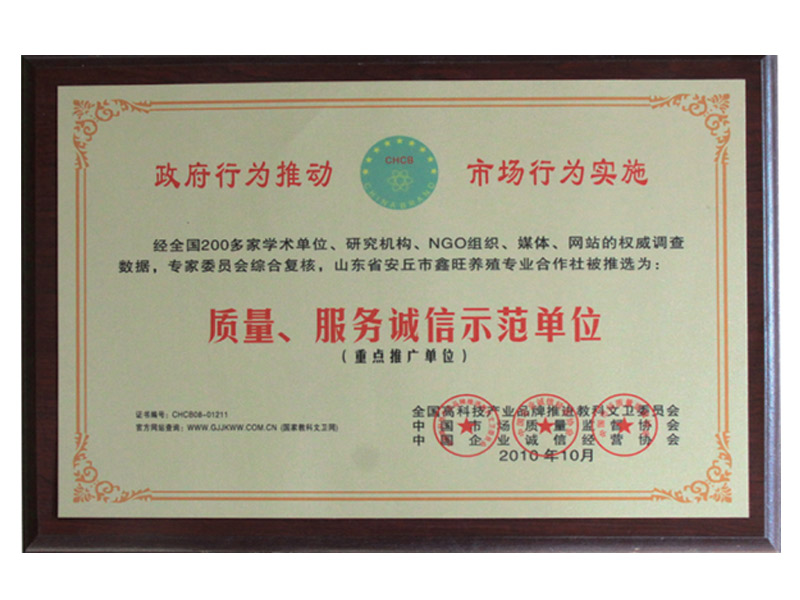 政府行为推动
CHCB
CHINABRAND
市场行为实施
经全国200多家学术单位、研究机构、NGO组织、媒体、网站的权威调查
数据，专家委员会综合复核，山东省安丘市鑫旺养殖专业合作社被推选为：
质量、服务诚信示范单位
（重点推广单位）
证书编号：CHCB08-01211
官方网站查询：WWW.GJJKWW.COM.CN (国家教科文卫网)
全国高科技产业品牌推进教科文卫委员会
中国市场质量监督协会
中国企业诚信经营协会
2010年10月